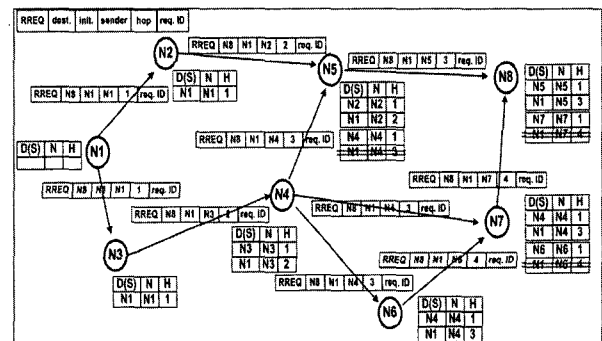 RREQ dest. init. sender hop req. ID
N2
RREQ N8 N1 N2 2 req. ID
N5
RREQ N8 N1 N5 3 req. ID
N8
RREQ N8 N1 N1 1 req. ID
D(S) N H
N1 N1 1
D(S) N H
N2 N2 1
N1 N2 2
N4 N4 1
N1 N4 3
D(S) N H
N5 N5 1
N1 N5 3
N7 N7 1
N1 N7 4
D(S) N H
N1
RREQ N8 N1 N4 3 req. ID
RREQ N8 N1 N1 1 req. ID
N4
RREQ N8 N1 N7 4 req. ID
RREQ N8 N1 N3 2 req. ID
RREQ N8 N1 N4 3 req. ID
N7
D(S) N H
N4 N4 1
N1 N4 3
N6 N6 1
N1 N6 4
N3
D(S) N H
N3 N3 1
N1 N3 2
RREQ N8 N1 N6 4 req. ID
D(S) N H
N1 N1 1
RREQ N8 N1 N4 3 req. ID
N6
D(S) N H
N4 N4 1
N1 N4 3